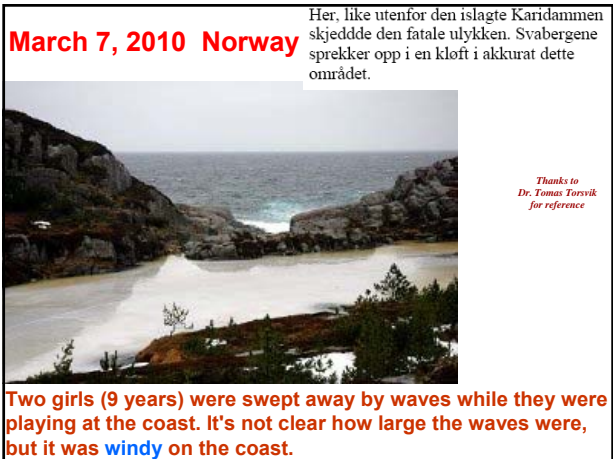 March 7, 2010 Norway
Her, like utenfor den islagte Karidammen
skjeddde den fatale ulykken. Svabergene
sprekker opp i en kløft i akkurat dette
området.
Thanks to
Dr. Tomas Torsvik
for reference
Two girls (9 years) were swept away by waves while they were
playing at the coast. It's not clear how large the waves were,
but it was windy on the coast.